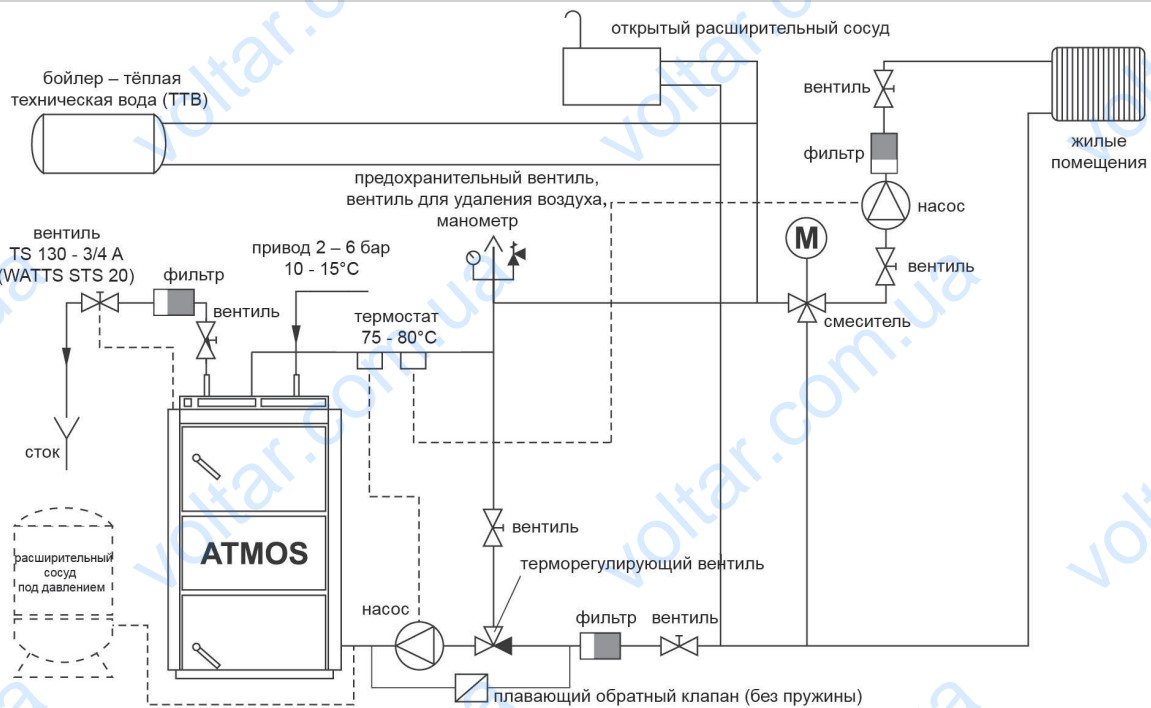 открытый расширительный сосуд
бойлер – тёплая
техническая вода (ТТВ)
вентиль
фильтр
жилые
помещения
предохранительный вентиль,
вентиль для удаления воздуха,
манометр
насос
вентиль
TS 130 - 3/4 A
(WATTS STS 20)
фильтр
привод 2 – 6 бар
10 - 15°C
M
вентиль
вентиль
термостат
75 - 80°C
смеситель
сток
вентиль
ATMOS
расширительный
сосуд
под давлением
терморегулирующий вентиль
насос
фильтр
вентиль
плавающий обратный клапан (без пружины)
voltar.com.ua
voltar.com.ua